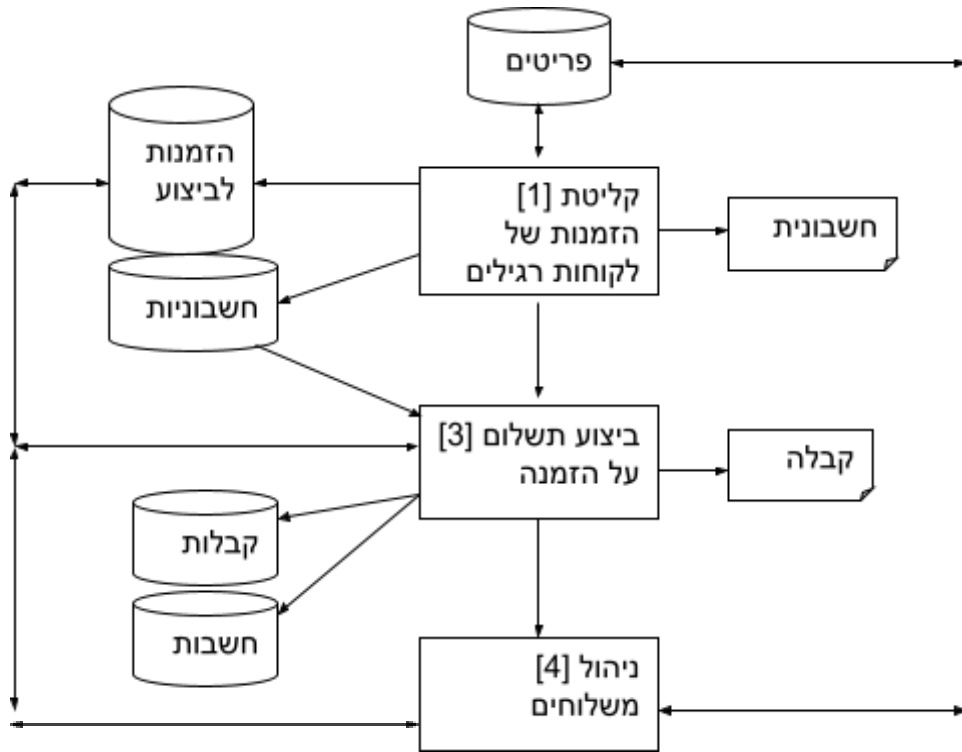 פריטים
הזמנות
לביצוע
קליטת [1]
הזמנות של
לקוחות רגילים
חשבונית
חשבוניות
ביצוע תשלום [3]
על הזמנה
קבלה
קבלות
חשבות
ניהול [4]
משלוחים